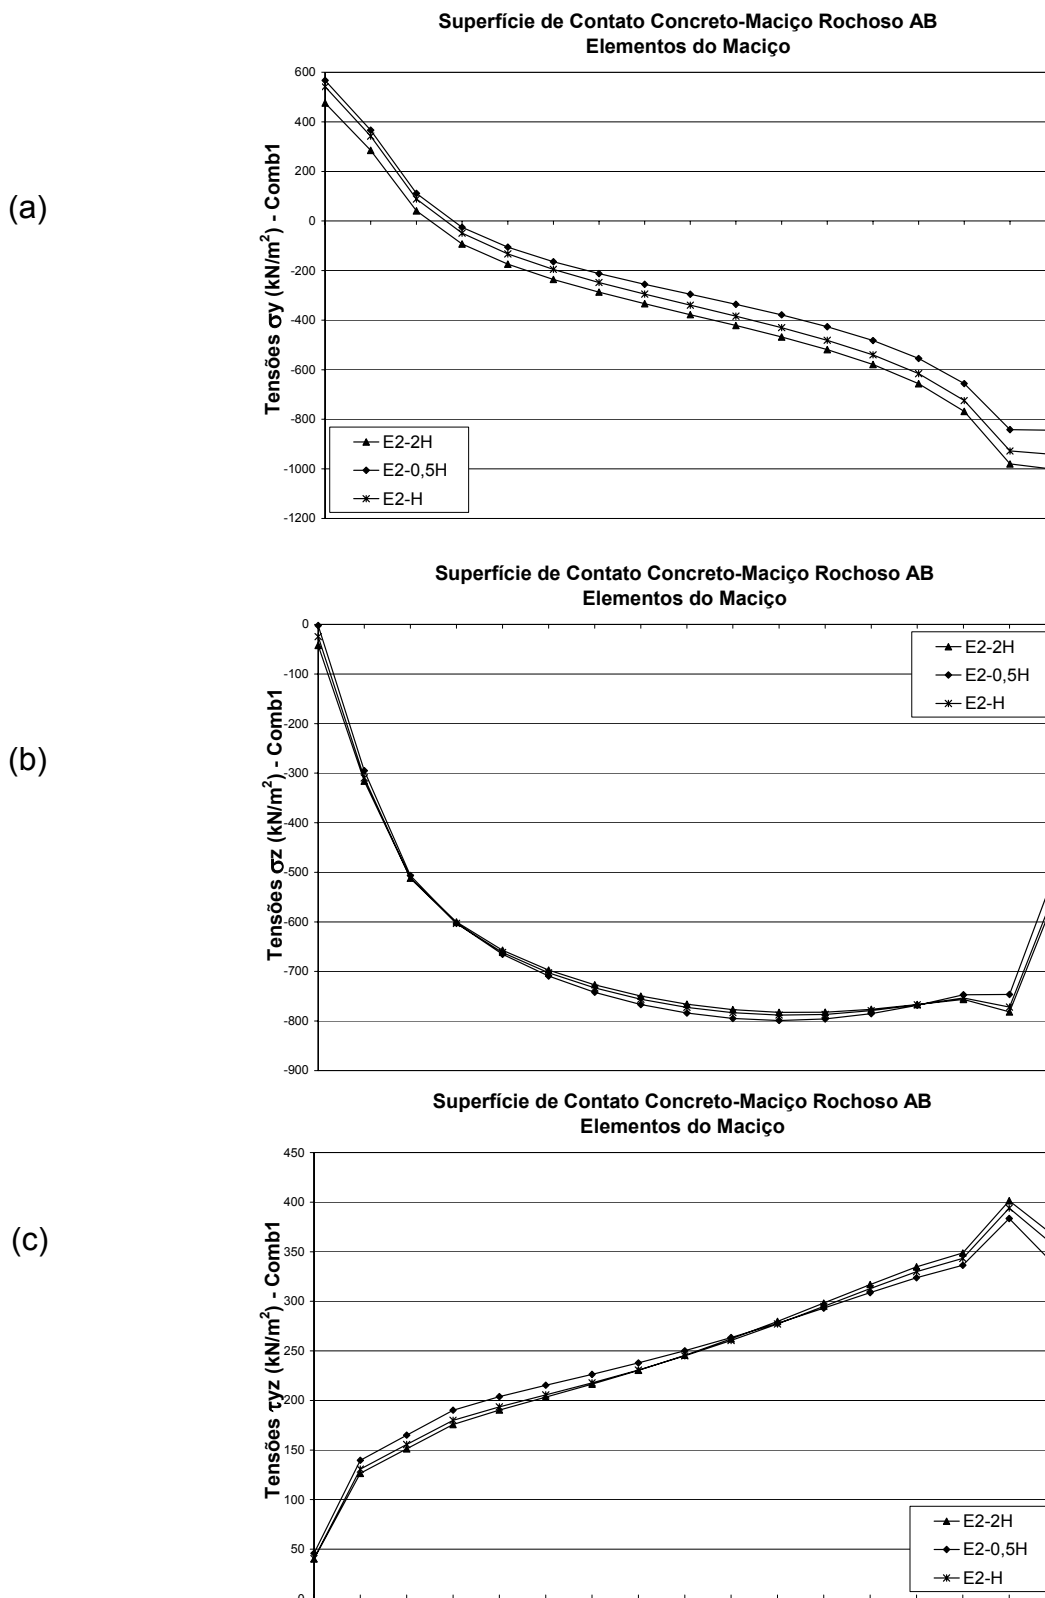 (a)
Superfície de Contato Concreto-Maciço Rochoso AB
Elementos do Maciço
Tensões σy (kN/m²) - Comb1
600
400
200
0
-200
-400
-600
-800
-1000
-1200
E2-2H
E2-0,5H
E2-H
(b)
Superfície de Contato Concreto-Maciço Rochoso AB
Elementos do Maciço
Tensões σz (kN/m²) - Comb1
0
-100
-200
-300
-400
-500
-600
-700
-800
-900
E2-2H
E2-0,5H
E2-H
(c)
Superfície de Contato Concreto-Maciço Rochoso AB
Elementos do Maciço
Tensões τyz (kN/m²) - Comb1
450
400
350
300
250
200
150
100
50
0
E2-2H
E2-0,5H
E2-H